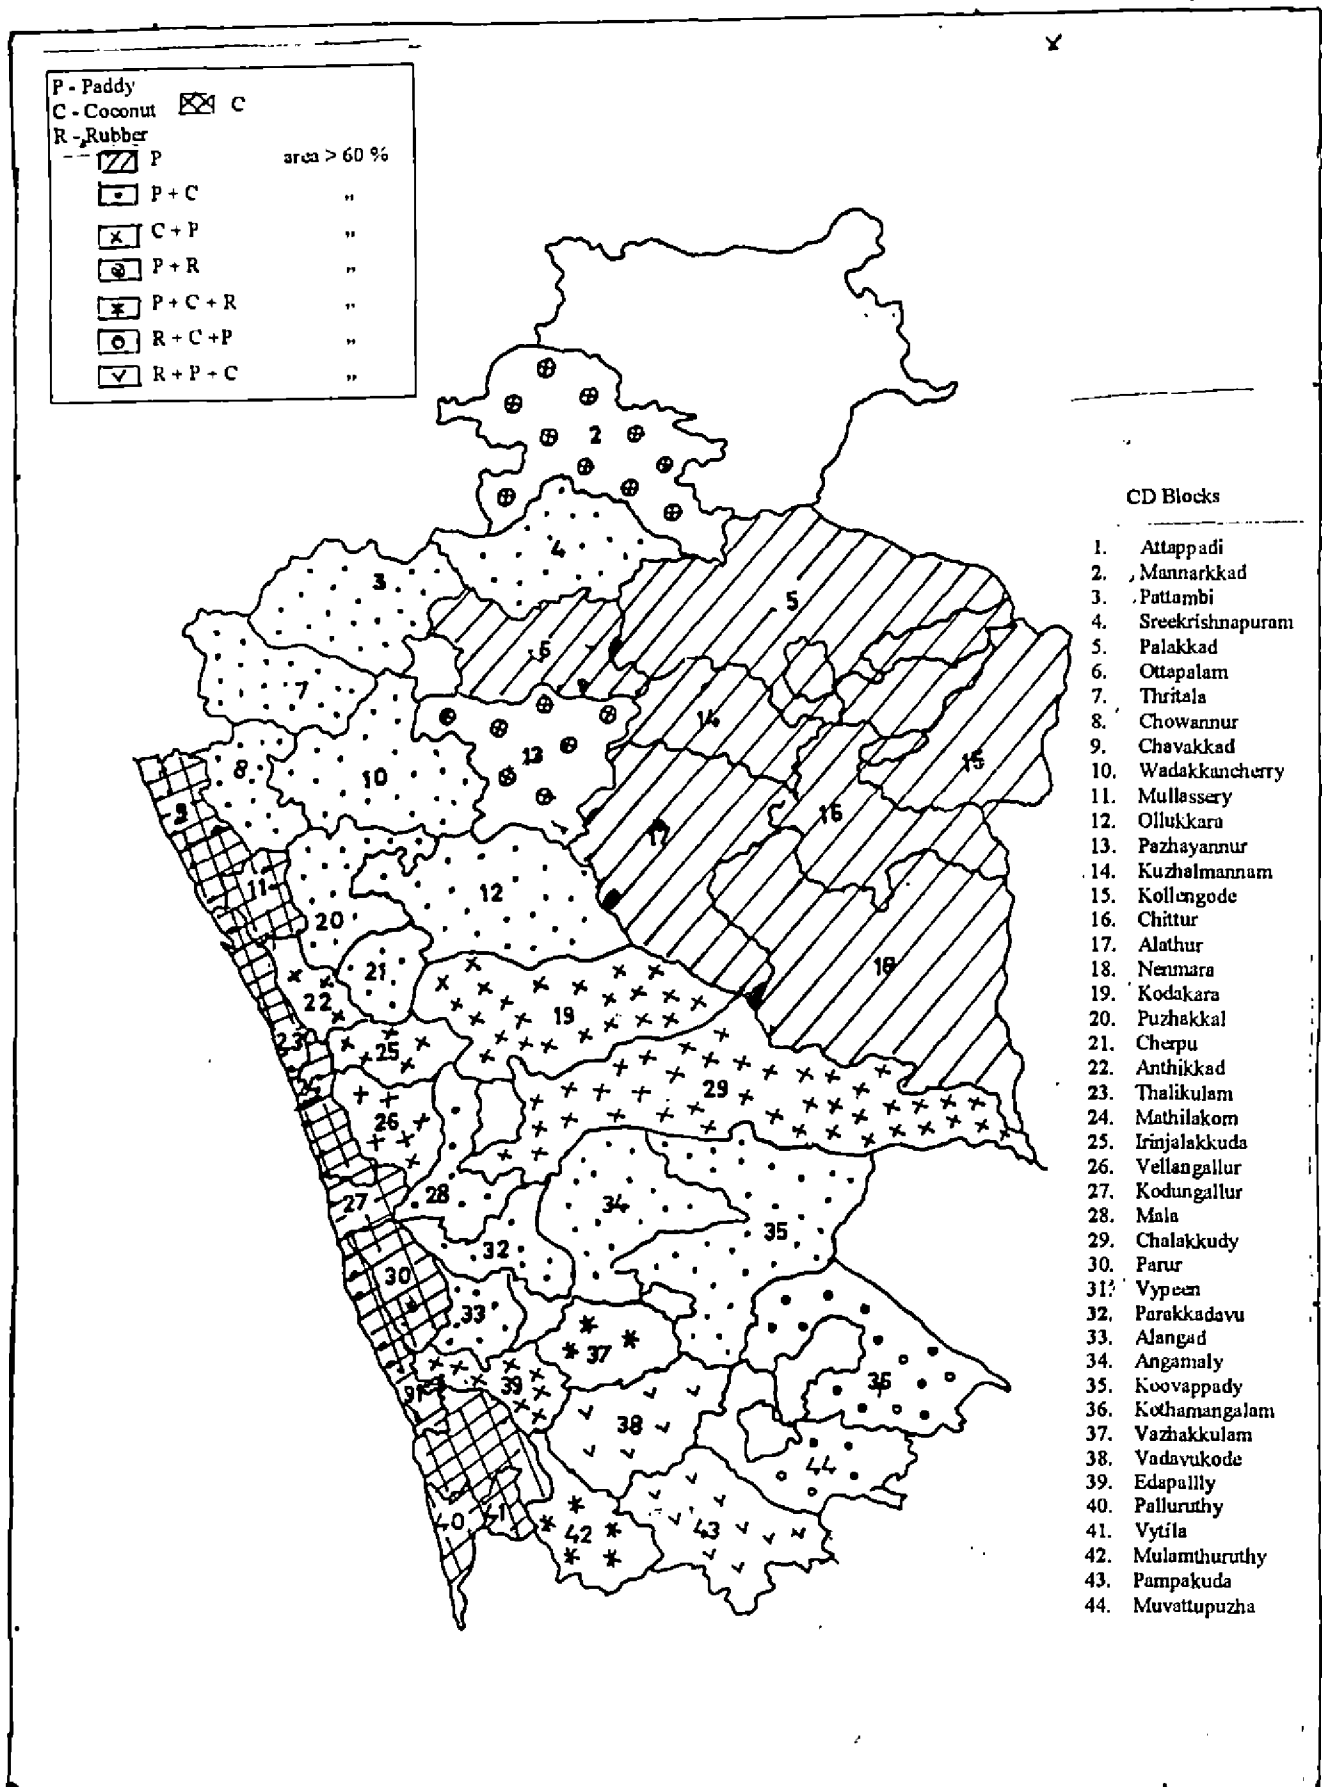 P - Paddy
C - Coconut C
R - Rubber
P area > 60 %
P + C "
C + P "
P + R "
P + C + R "
R + C +P "
R + P + C "
CD Blocks
1. Attappadi
2. Mannarkkad
3. Pattambi
4. Sreekrishnapuram
5. Palakkad
6. Ottapalam
7. Thritala
8. Chowannur
9. Chavakkad
10. Wadakkancherry
11. Mullassery
12. Ollukkara
13. Pazhayannur
14. Kuzhalmannam
15. Kollengode
16. Chittur
17. Alathur
18. Nenmara
19. Kodakara
20. Puzhakkal
21. Cherpu
22. Anthikkad
23. Thalikulam
24. Mathilakom
25. Irinjalakkuda
26. Vellangallur
27. Kodungallur
28. Mala
29. Chalakkudy
30. Parur
31. Vypeen
32. Parakkadavu
33. Alangad
34. Angamaly
35. Koovappady
36. Kothamangalam
37. Vazhakkulam
38. Vadavukode
39. Edapallly
40. Palluruthy
41. Vytila
42. Mulamthuruthy
43. Pampakuda
44. Muvattupuzha
2
4
3
5
6
7
14
13
8
10
15
9
16
17
11
12
20
21
18
22
19
23
25
29
26
27
28
34
35
32
30
33
37
36
39
38
44
40
41
42
43